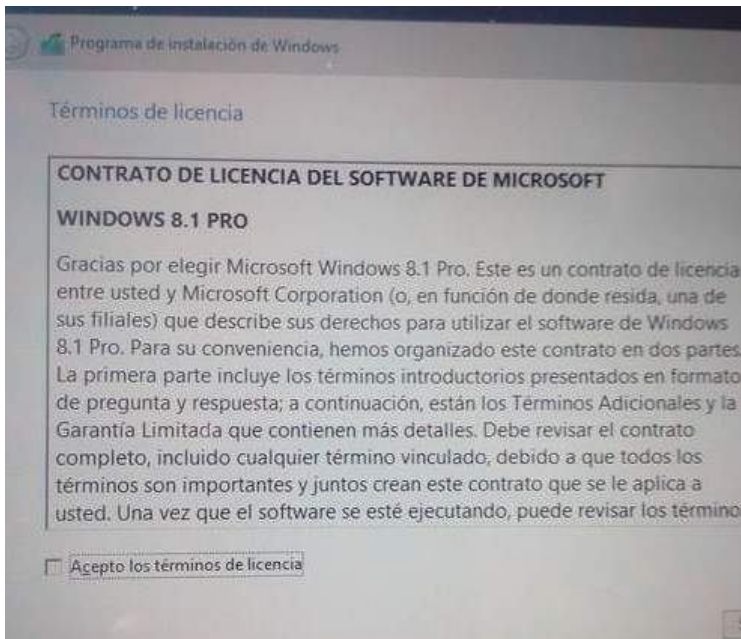 Programa de instalación de Windows
Términos de licencia
CONTRATO DE LICENCIA DEL SOFTWARE DE MICROSOFT
WINDOWS 8.1 PRO
Gracias por elegir Microsoft Windows 8.1 Pro. Este es un contrato de licencia
entre usted y Microsoft Corporation (o, en función de donde resida, una de
sus filiales) que describe sus derechos para utilizar el software de Windows
8.1 Pro. Para su conveniencia, hemos organizado este contrato en dos partes.
La primera parte incluye los términos introductorios presentados en formato
de pregunta y respuesta; a continuación, están los Términos Adicionales y la
Garantía Limitada que contienen más detalles. Debe revisar el contrato
completo, incluido cualquier término vinculado, debido a que todos los
términos son importantes y juntos crean este contrato que se le aplica a
usted. Una vez que el software se esté ejecutando, puede revisar los término
Acepto los términos de licencia